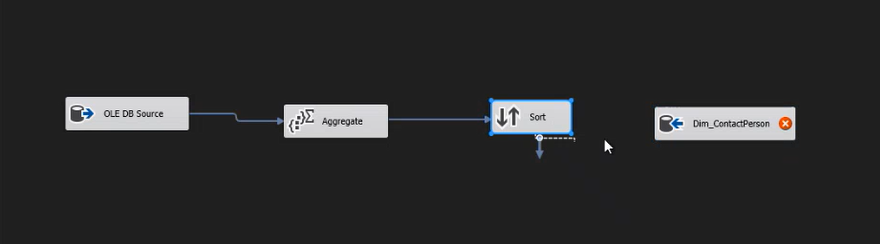 OLE DB Source
Aggregate
Sort
Dim_ContactPerson